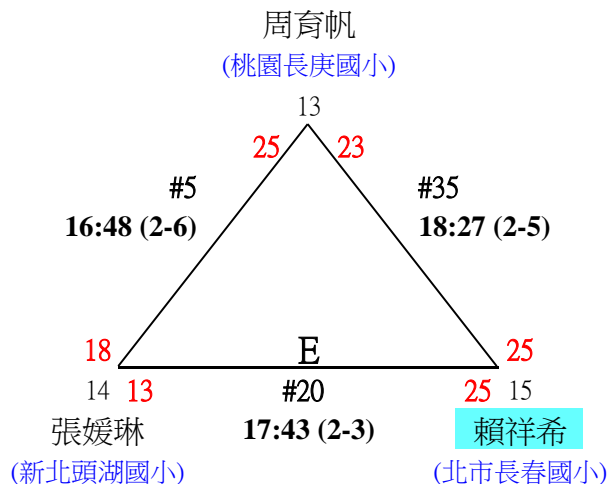 周育帆
(桃園長庚國小)
13
25 23
#5 #35
16:48 (2-6) 18:27 (2-5)
18 E 25
14 13 #20 25 15
張媛琳 17:43 (2-3) 賴祥希
(新北頭湖國小) (北市長春國小)